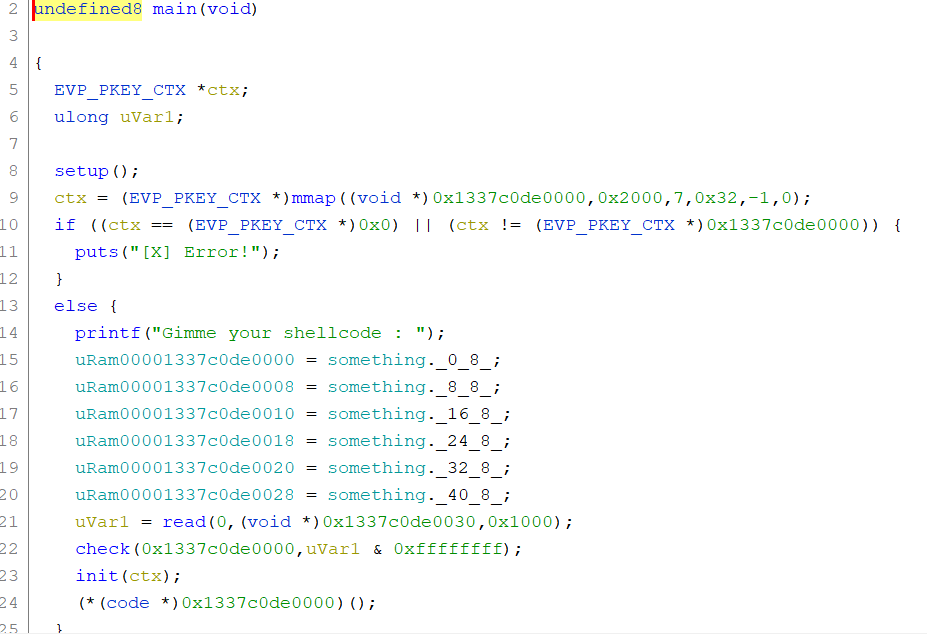 2 undefined8 main(void)
3
4 {
5 EVP_PKEY_CTX *ctx;
6 ulong uVar1;
7
8 setup();
9 ctx = (EVP_PKEY_CTX *)mmap((void *)0x1337c0de0000,0x2000,7,0x32,-1,0);
10 if ((ctx == (EVP_PKEY_CTX *)0x0) || (ctx != (EVP_PKEY_CTX *)0x1337c0de0000)) {
11 puts("[X] Error!");
12 }
13 else {
14 printf("Gimme your shellcode : ");
15 uRam00001337c0de0000 = something._0_8_;
16 uRam00001337c0de0008 = something._8_8_;
17 uRam00001337c0de0010 = something._16_8_;
18 uRam00001337c0de0018 = something._24_8_;
19 uRam00001337c0de0020 = something._32_8_;
20 uRam00001337c0de0028 = something._40_8_;
21 uVar1 = read(0,(void *)0x1337c0de0030,0x1000);
22 check(0x1337c0de0000,uVar1 & 0xffffffff);
23 init(ctx);
24 (*(code *)0x1337c0de0000)();
25 }